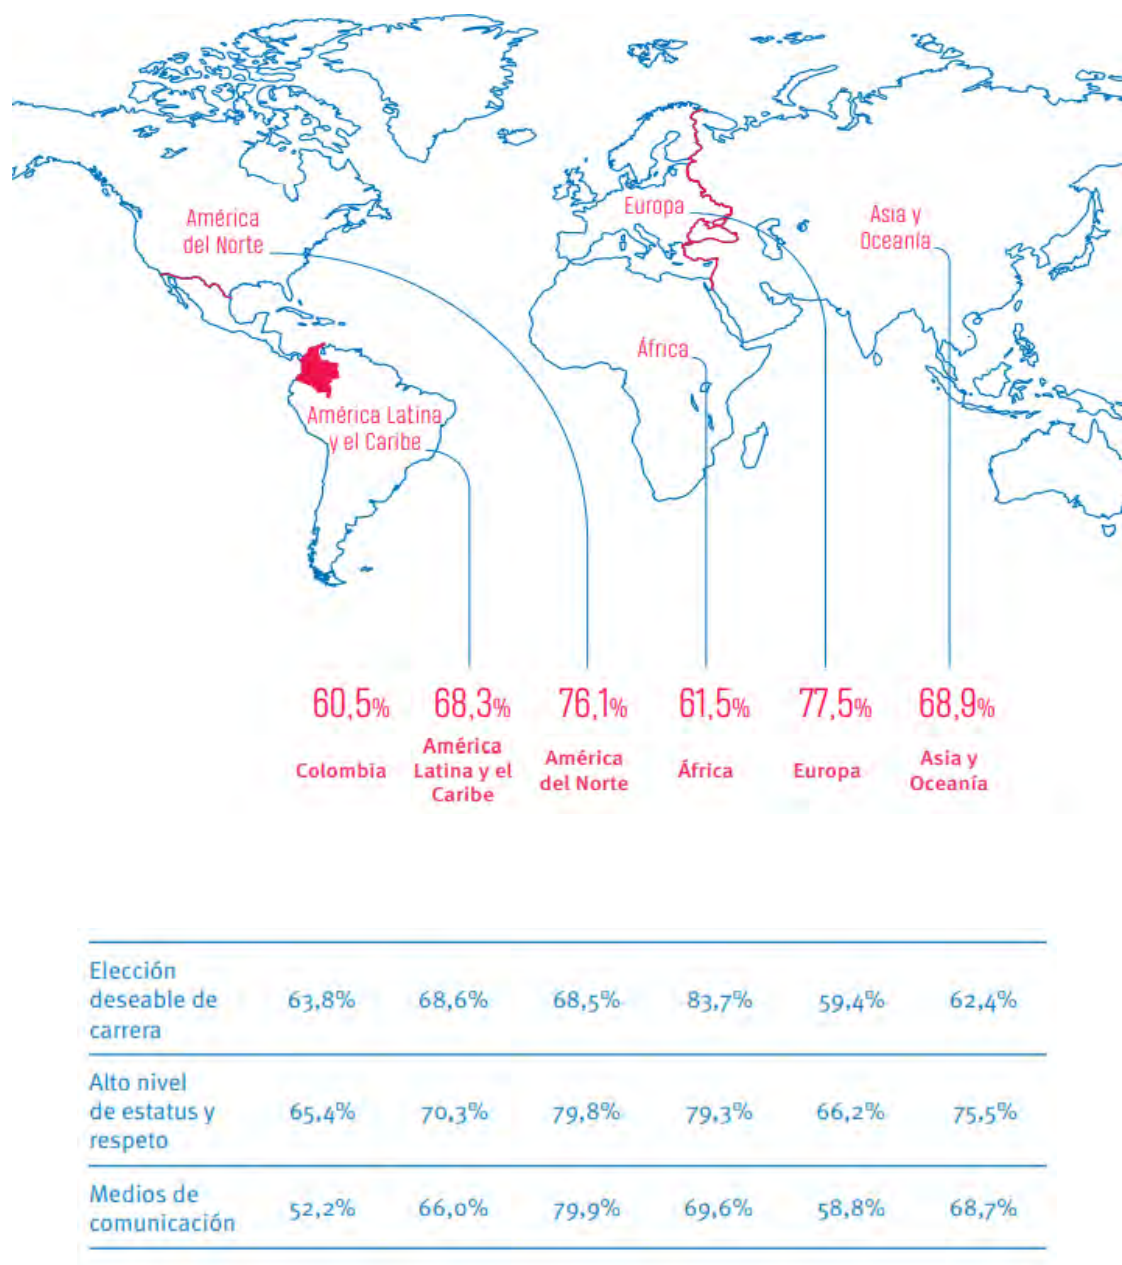 América
del Norte
Europa
Asia y
Oceanía
África
América Latina
y el Caribe
60,5% 68,3% 76,1% 61,5% 77,5% 68,9%
Colombia
América
Latina y el
Caribe
América
del Norte
África
Europa
Asia y
Oceanía
Elección
deseable de
carrera
63,8% 68,6% 68,5% 83,7% 59,4% 62,4%
Alto nivel
de estatus y
respeto
65,4% 70,3% 79,8% 79,3% 66,2% 75,5%
Medios de
comunicación
52,2% 66,0% 79,9% 69,6% 58,8% 68,7%